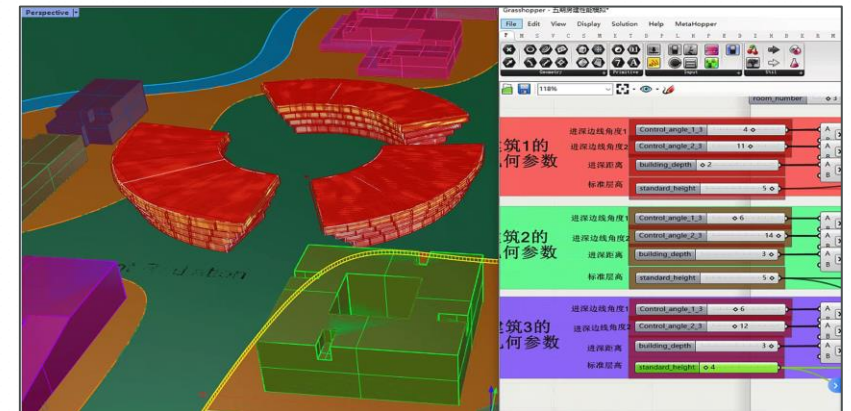 Perspective
Grasshopper - 五期房建性能模拟*
File Edit View Display Solution Help MetaHopper
Geometry Primitive Input Util
118%
room_number 3
筑1的
何参数
进深边线角度1 Control_angle_1_3 4
进深边线角度2 Control_angle_2_3 11
进深距离 building_depth 2
标准层高 standard_height 5
A
B
筑2的
何参数
进深边线角度1 Control_angle_1_3 6
进深边线角度2 Control_angle_2_3 14
进深距离 building_depth 3
标准层高 standard_height 5
A
筑3的
何参数
进深边线角度1 Control_angle_1_3 6
进深边线角度2 Control_angle_2_3 12
进深距离 building_depth 3
标准层高 standard_height 4
A